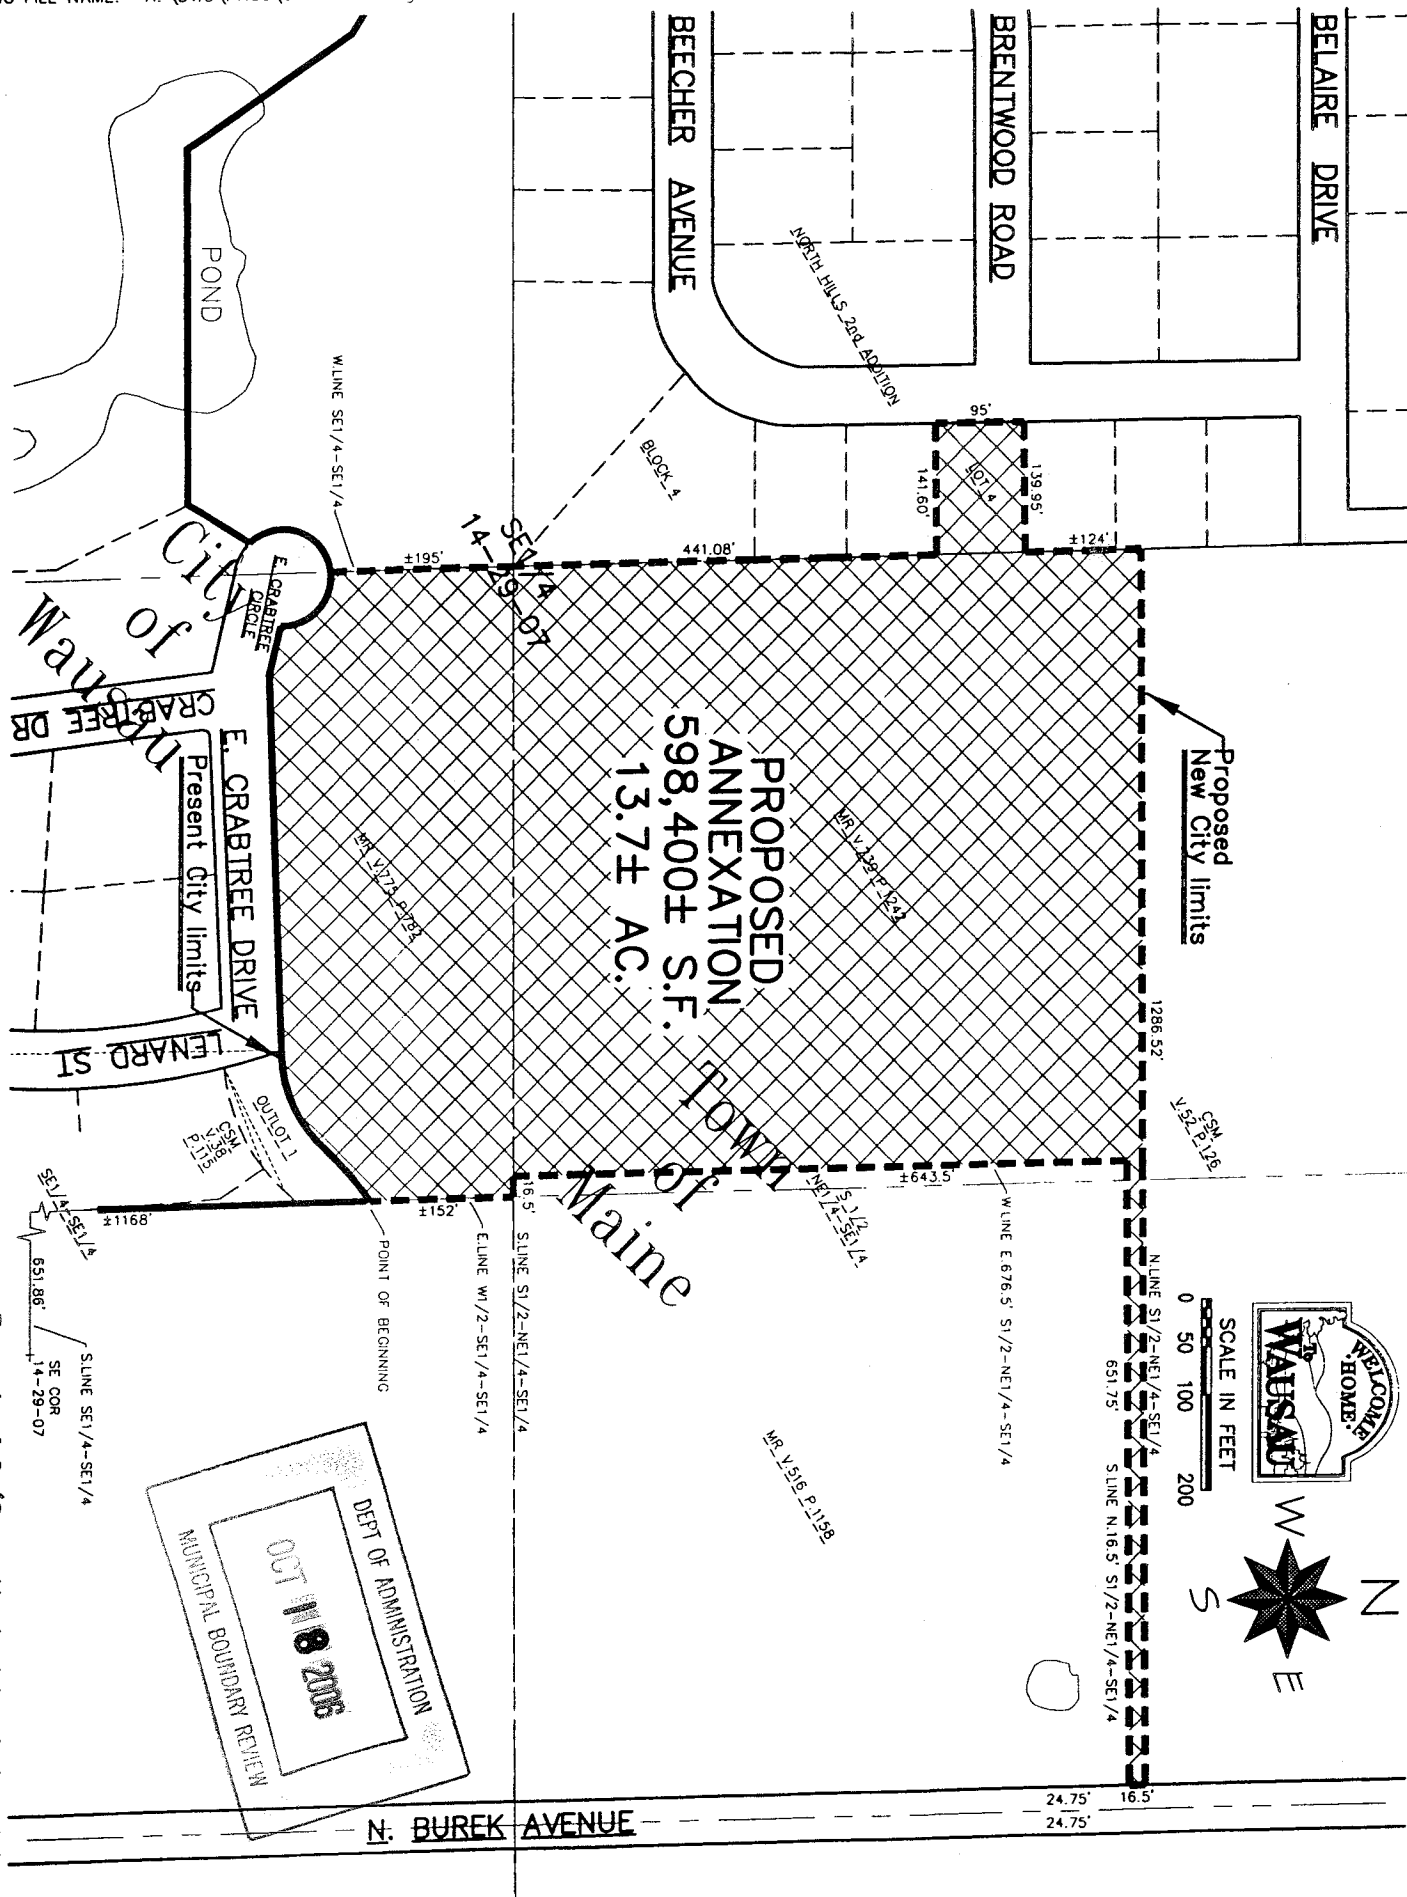 BELAIRE DRIVE
BRENTWOOD ROAD
BEECHER AVENUE
NORTH HILLS 2nd ADDITION
POND
W.LINE SE1/4-SE1/4
BLOCK 4
95'
LOT 4
139.95'
141.60'
±124'
441.08'
±195'
SE1/4
14-29-07
City
of
Wausau
E. CRABTREE
CIRCLE
CRABTREE DR
E. CRABTREE DRIVE
Present City limits
LENARD ST
OUTLOT 1
CSM
V.38
P.115
PROPOSED
ANNEXATION
598,400± S.F.
13.7± AC.
MR V.775 P.782
Proposed
New City limits
1286.52'
CSM
V.52 P.126
Town
of
Maine
S 1/2
NE1/4-SE1/4
±643.5'
W.LINE E.676.5' S1/2-NE1/4-SE1/4
16.5'
S.LINE S1/2-NE1/4-SE1/4
±152'
E.LINE W1/2-SE1/4-SE1/4
POINT OF BEGINNING
±1168'
SE1/4-SE1/4
651.86'
S.LINE SE1/4-SE1/4
SE COR
14-29-07
N.LINE S1/2-NE1/4-SE1/4
651.75'
S.LINE N.16.5' S1/2-NE1/4-SE1/4
MR V.516 P.1158
WELCOME
HOME
To
WAUSAU
SCALE IN FEET
0 50 100 200
N
W
S
E
DEPT OF ADMINISTRATION
OCT 18 2006
MUNICIPAL BOUNDARY REVIEW
24.75'
16.5'
24.75'
N. BUREK AVENUE